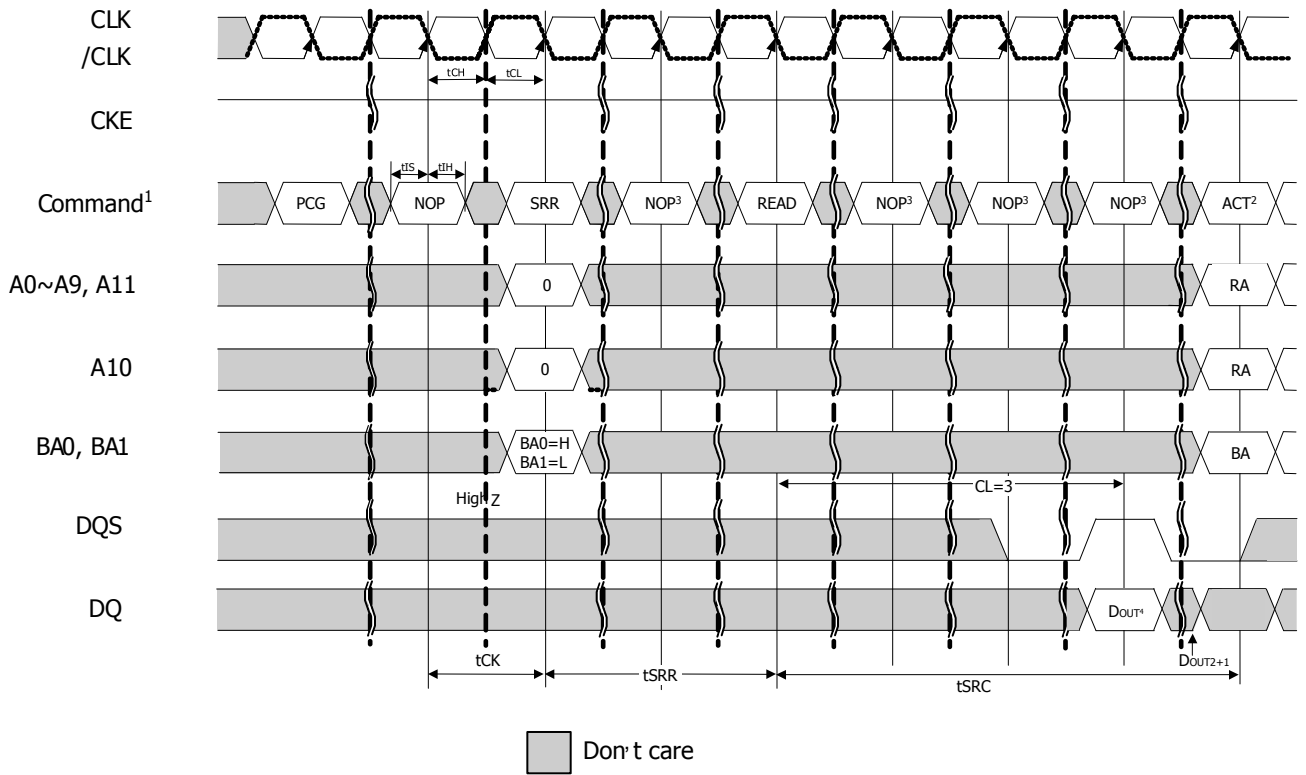 CLK
/CLK
tCH tCL
CKE
tIS tIH
Command1 PCG NOP SRR NOP3 READ NOP3 NOP3 NOP3 ACT2
A0~A9, A11 0 RA
A10 0 RA
BA0, BA1 BA0=H BA
BA1=L
CL=3
High Z
DQS
DQ DOUT4
DOUT2+1
tCK tSRR tSRC
Don't care